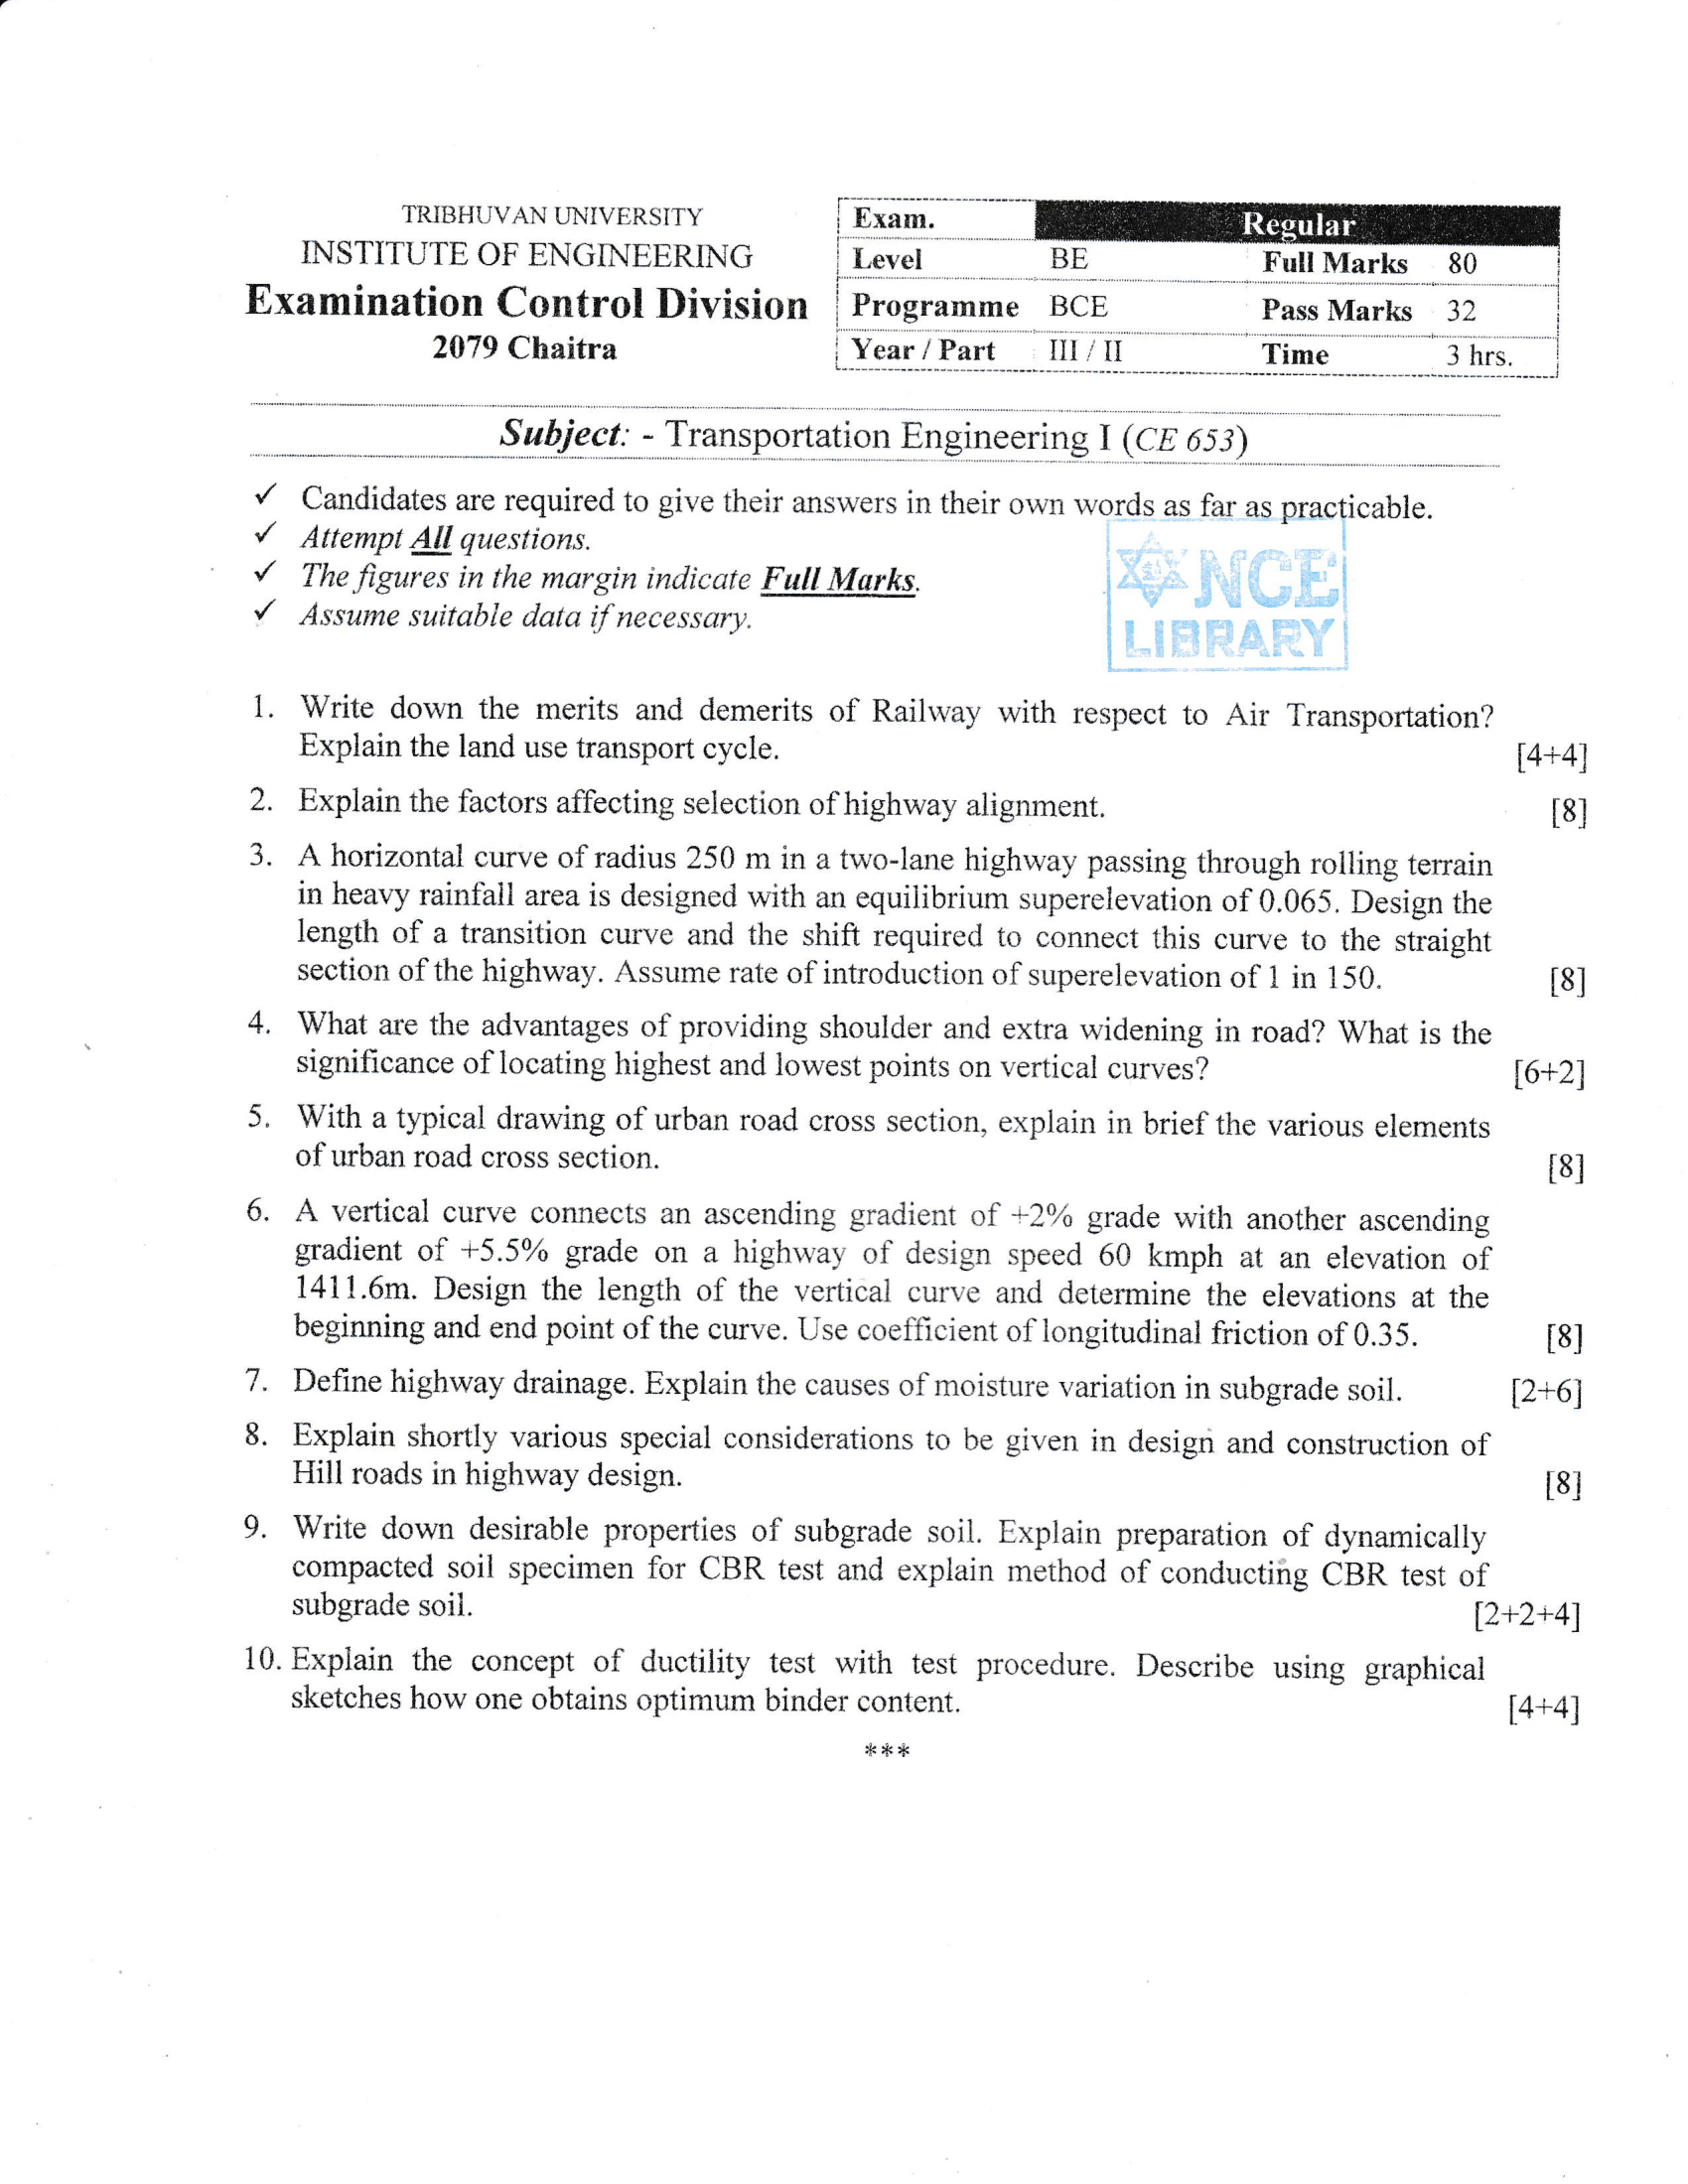 TRIBHUVAN UNIVERSITY
INSTITUTE OF ENGINEERING
Examination Control Division
2079 Chaitra
Exam. Regular
Level BE Full Marks 80
Programme BCE Pass Marks 32
Year / Part III / II Time 3 hrs.
Subject: - Transportation Engineering I (CE 653)
✓ Candidates are required to give their answers in their own words as far as practicable.
✓ Attempt All questions.
✓ The figures in the margin indicate Full Marks.
✓ Assume suitable data if necessary.
NCE
LIBRARY
1. Write down the merits and demerits of Railway with respect to Air Transportation?
Explain the land use transport cycle. [4+4]
2. Explain the factors affecting selection of highway alignment. [8]
3. A horizontal curve of radius 250 m in a two-lane highway passing through rolling terrain
in heavy rainfall area is designed with an equilibrium superelevation of 0.065. Design the
length of a transition curve and the shift required to connect this curve to the straight
section of the highway. Assume rate of introduction of superelevation of 1 in 150. [8]
4. What are the advantages of providing shoulder and extra widening in road? What is the
significance of locating highest and lowest points on vertical curves? [6+2]
5. With a typical drawing of urban road cross section, explain in brief the various elements
of urban road cross section. [8]
6. A vertical curve connects an ascending gradient of +2% grade with another ascending
gradient of +5.5% grade on a highway of design speed 60 kmph at an elevation of
1411.6m. Design the length of the vertical curve and determine the elevations at the
beginning and end point of the curve. Use coefficient of longitudinal friction of 0.35. [8]
7. Define highway drainage. Explain the causes of moisture variation in subgrade soil. [2+6]
8. Explain shortly various special considerations to be given in design and construction of
Hill roads in highway design. [8]
9. Write down desirable properties of subgrade soil. Explain preparation of dynamically
compacted soil specimen for CBR test and explain method of conducting CBR test of
subgrade soil. [2+2+4]
10. Explain the concept of ductility test with test procedure. Describe using graphical
sketches how one obtains optimum binder content. [4+4]
***